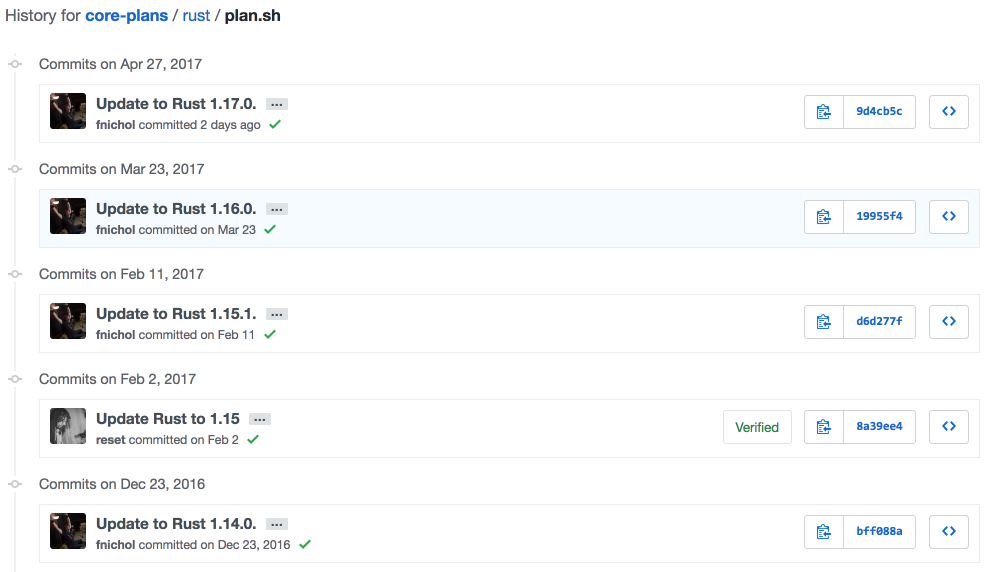 History for core-plans / rust / plan.sh
Commits on Apr 27, 2017
Update to Rust 1.17.0. …
fnichol committed 2 days ago
9d4cb5c
Commits on Mar 23, 2017
Update to Rust 1.16.0. …
fnichol committed on Mar 23
19955f4
Commits on Feb 11, 2017
Update to Rust 1.15.1. …
fnichol committed on Feb 11
d6d277f
Commits on Feb 2, 2017
Update Rust to 1.15 …
reset committed on Feb 2
Verified
8a39ee4
Commits on Dec 23, 2016
Update to Rust 1.14.0. …
fnichol committed on Dec 23, 2016
bff088a